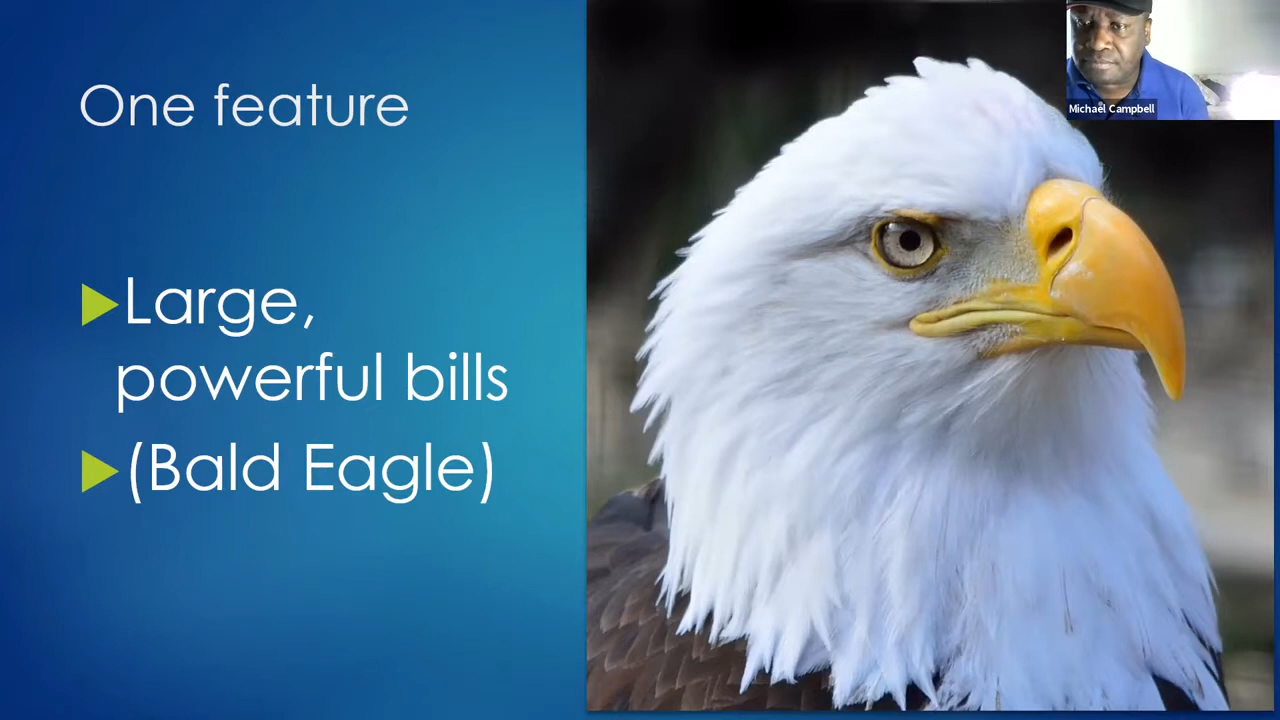 One feature
Large,
powerful bills
(Bald Eagle)
Michael Campbell